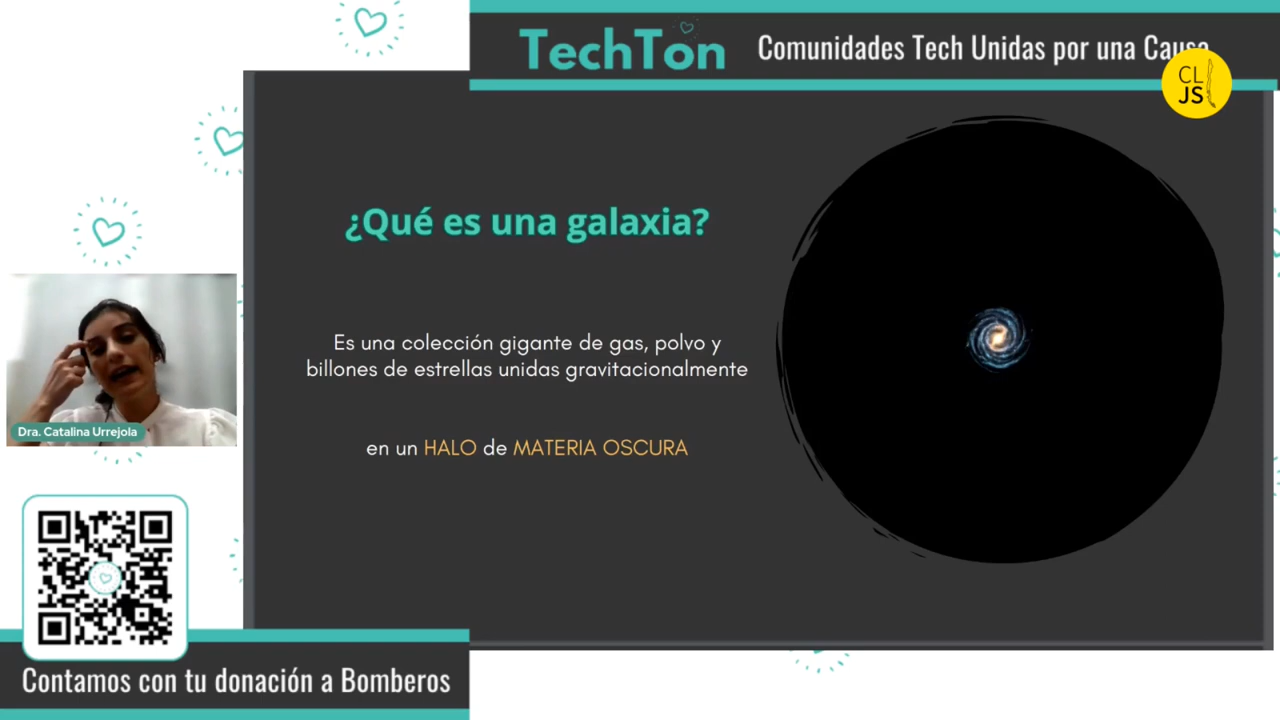 TechTon
Comunidades Tech Unidas por una Causa
CL
JS
¿Qué es una galaxia?
Es una colección gigante de gas, polvo y
billones de estrellas unidas gravitacionalmente
en un HALO de MATERIA OSCURA
Dra. Catalina Urrejola
Contamos con tu donación a Bomberos